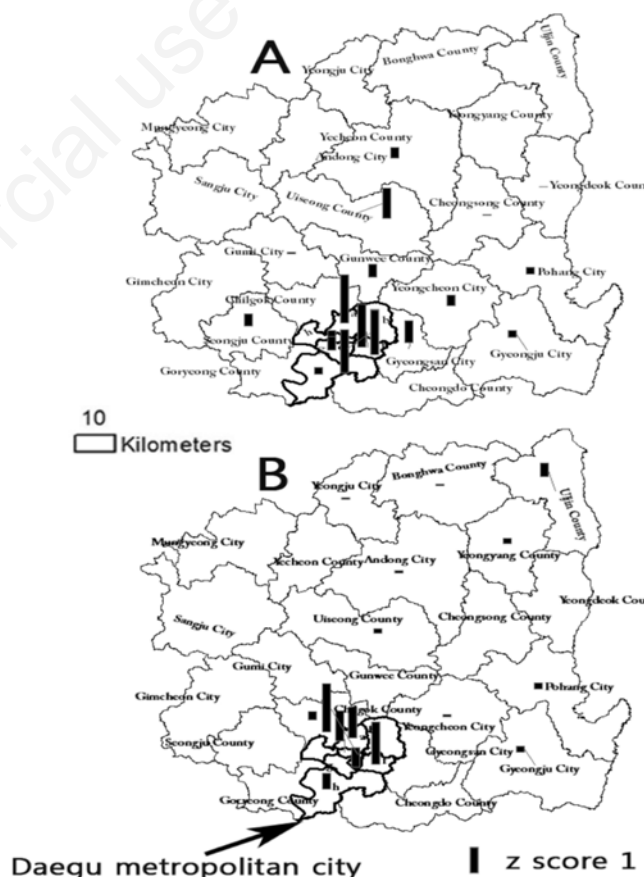 rcial use
A
Yeongju City
Bonghwa County
Uljin County
Mungyeong City
Yecheon County
Yeongyang County
Andong City
Sangju City
Uiseong County
Cheongsong County
Yeongdeok Coun
Gumi City
Gunwee County
Pohang City
Gimcheon City
Chilgok County
Yeongcheon City
Seongju County
h
b
Gyeongsan City
Gyeongju City
Goryeong County
Cheongdo County
10
Kilometers
B
Yeongju City
Bonghwa County
Uljin County
Mungyeong City
Yecheon County
Andong City
Yeongyang County
Sangju City
Uiseong County
Cheongsong County
Yeongdeok Cou
Gumi City
Gunwee County
Gimcheon City
Pohang City
Chilgok County
Yeongcheon City
Seongju County
Gyeongsan City
Gyeongju City
Goryeong County
h
Cheongdo County
Daegu metropolitan city
z score 1